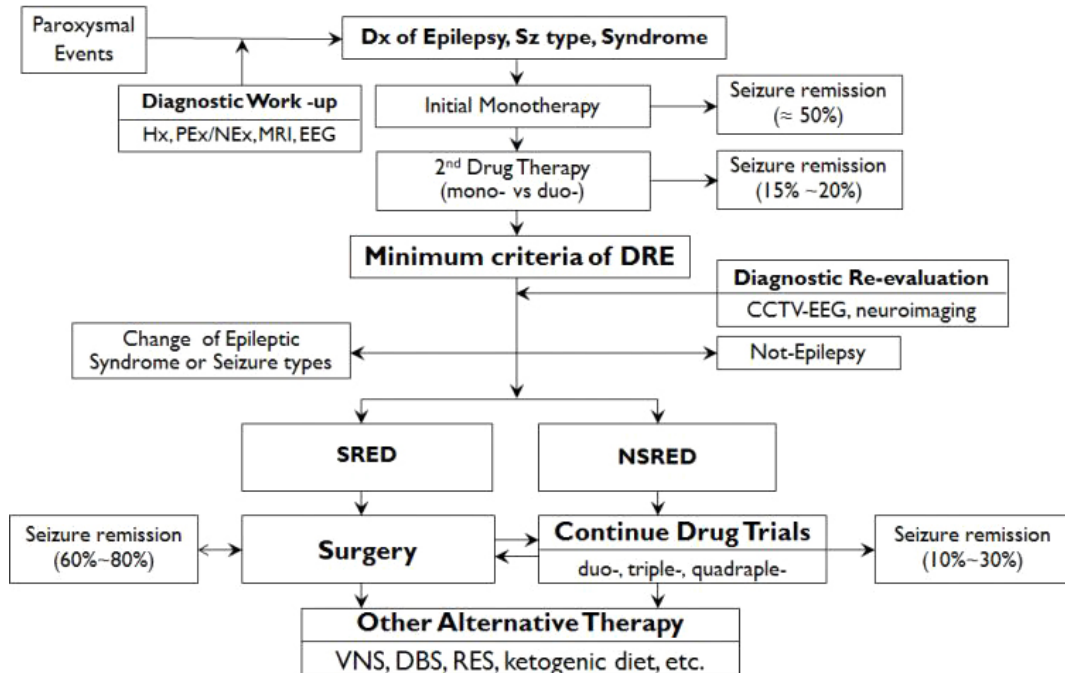 Paroxysmal
Events
Dx of Epilepsy, Sz type, Syndrome
Diagnostic Work -up
Hx, PEx/NEx, MRI, EEG
Initial Monotherapy
Seizure remission
(≈ 50%)
2nd Drug Therapy
(mono- vs duo-)
Seizure remission
(15% ~20%)
Minimum criteria of DRE
Diagnostic Re-evaluation
CCTV-EEG, neuroimaging
Change of Epileptic
Syndrome or Seizure types
Not-Epilepsy
SRED
NSRED
Seizure remission
(60%~80%)
Surgery
Continue Drug Trials
duo-, triple-, quadraple-
Seizure remission
(10%~30%)
Other Alternative Therapy
VNS, DBS, RES, ketogenic diet, etc.